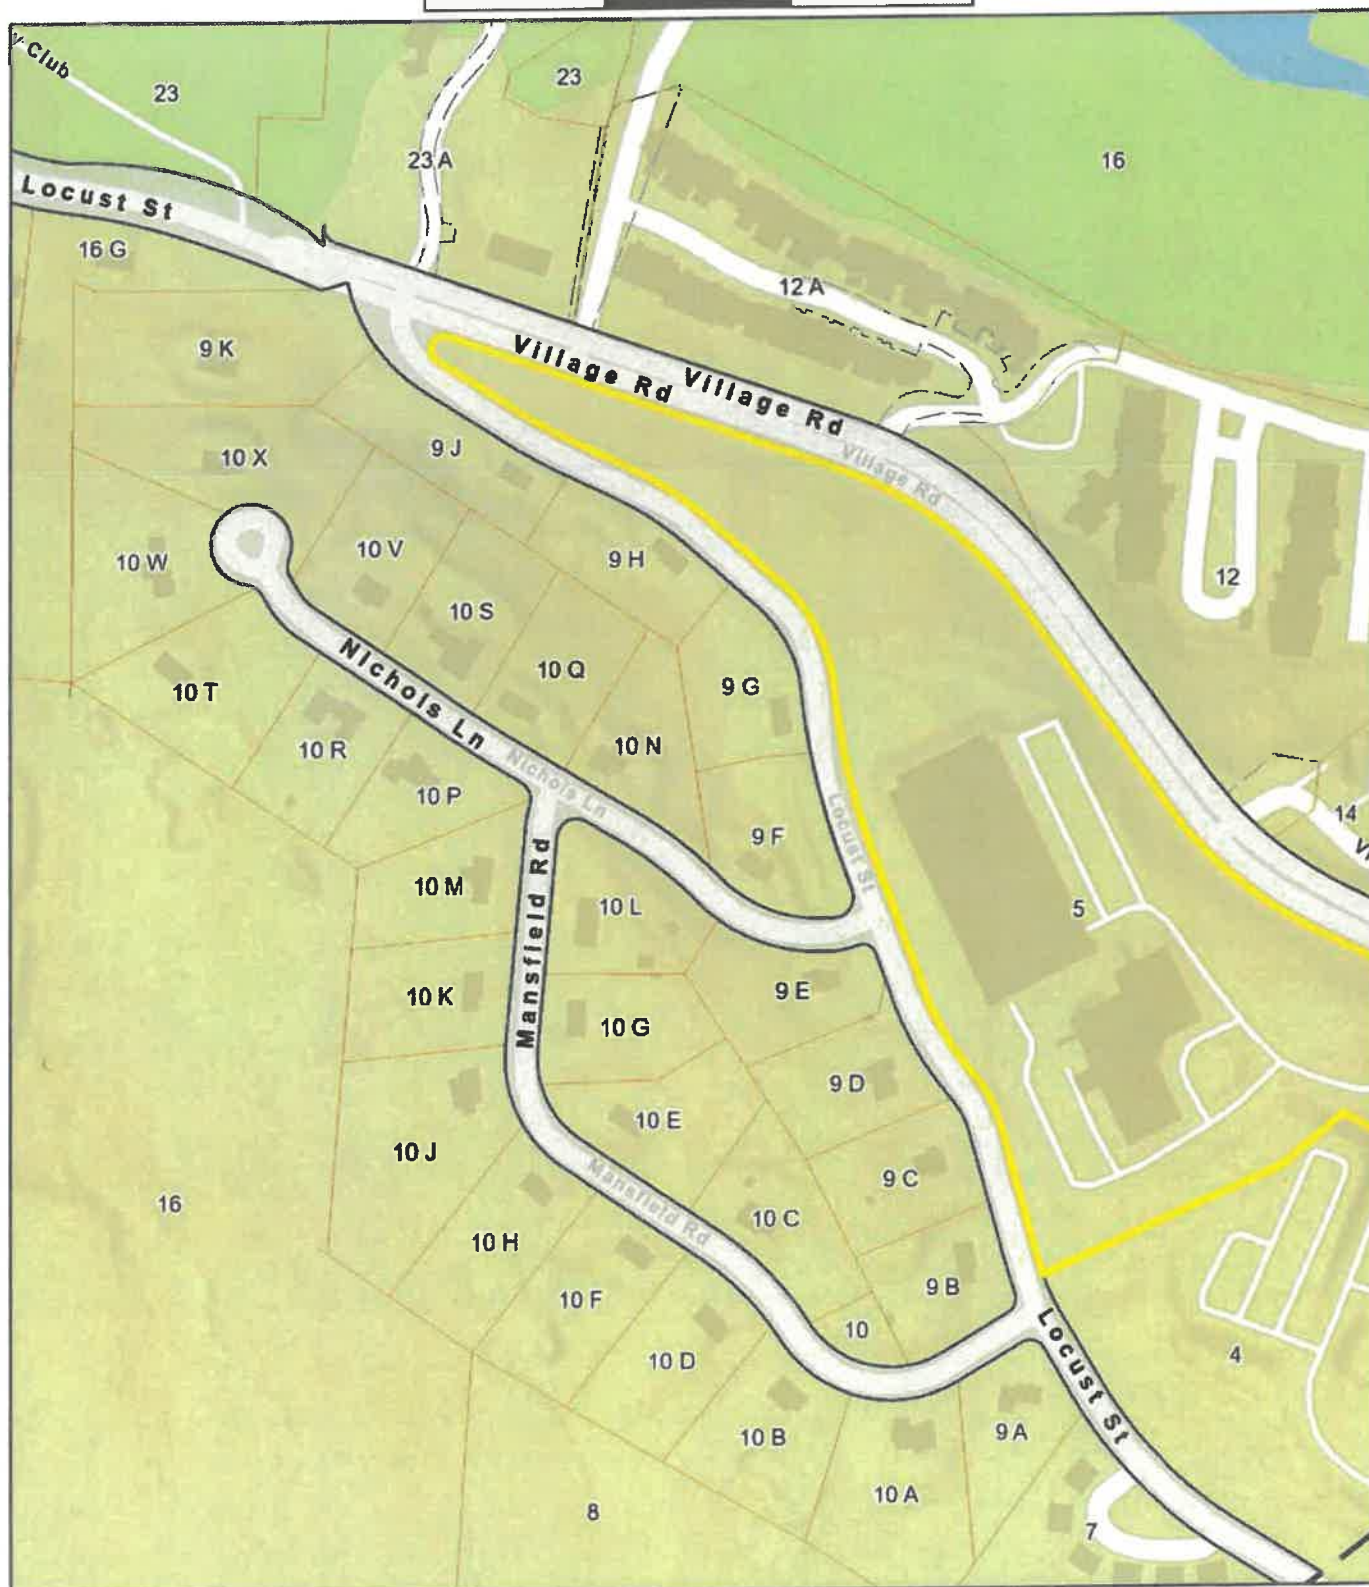 y Club
23
23
23 A
16
Locust St
16 G
12 A
9 K
Village Rd
Village Rd
Village Rd
9 J
10 X
10 V
9 H
10 W
12
10 S
10 Q
9 G
10 T
Nichols Ln
10 N
10 R
Nichols Ln
10 P
Locust St
14
9 F
Mansfield Rd
10 M
10 L
5
10 K
9 E
10 G
9 D
10 E
10 J
Mansfield Rd
9 C
16
10 C
10 H
9 B
10 F
10
Locust St
10 D
4
10 B
9 A
10 A
8
7